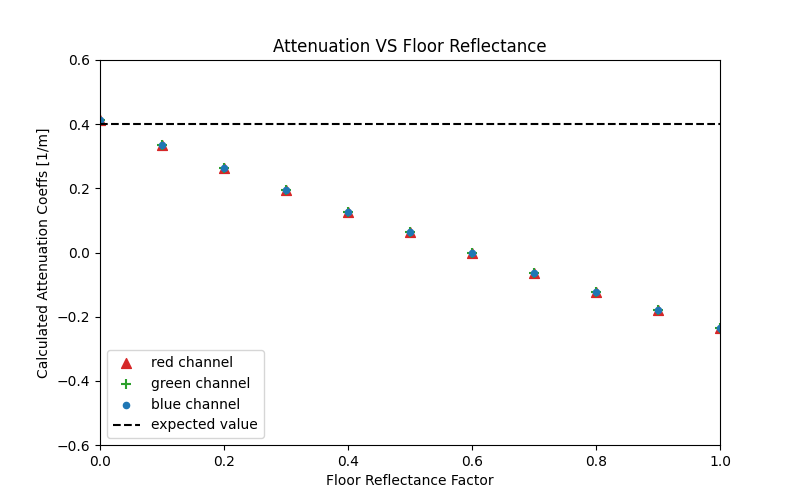 Attenuation VS Floor Reflectance
0.6
0.4
0.2
0.0
−0.2
−0.4
−0.6
Calculated Attenuation Coeffs [1/m]
red channel
green channel
blue channel
expected value
0.0 0.2 0.4 0.6 0.8 1.0
Floor Reflectance Factor